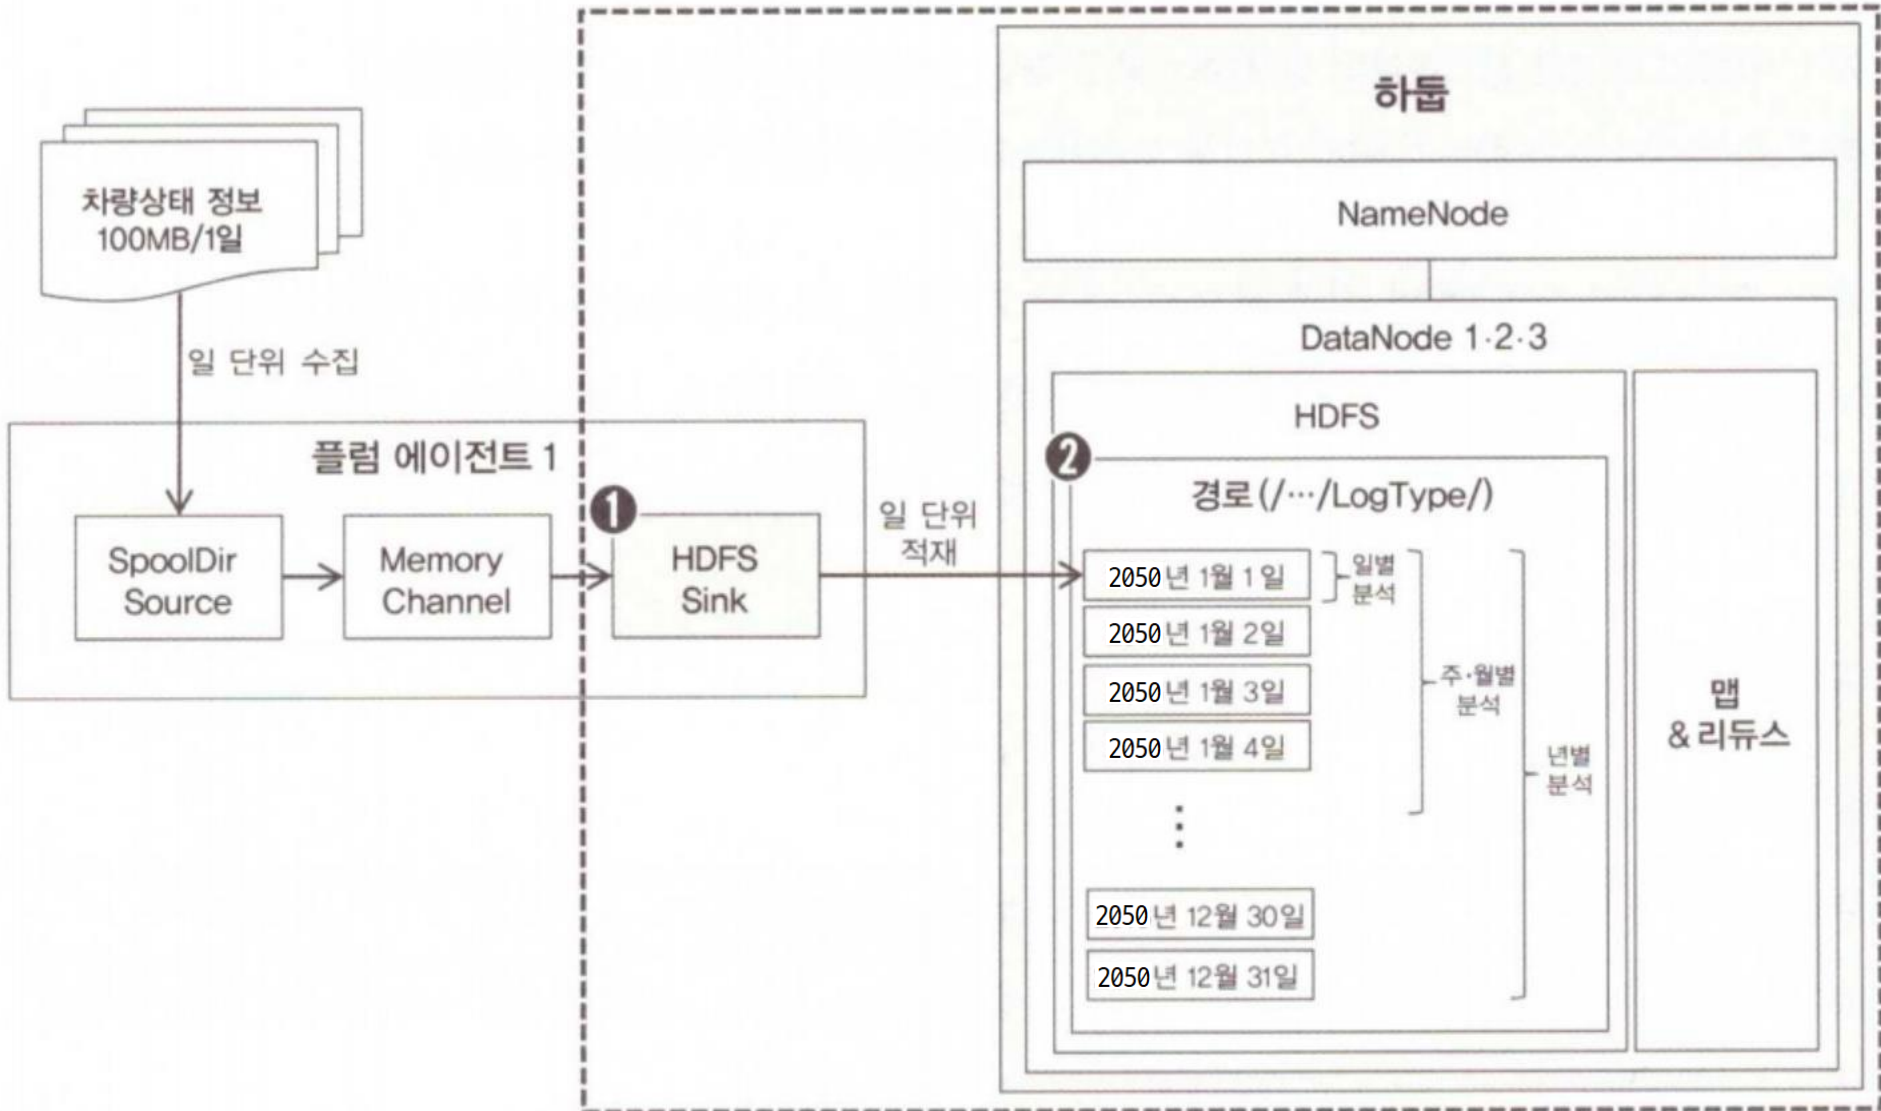 차량상태 정보
100MB/1일
일 단위 수집
플럼 에이전트 1
SpoolDir
Source
Memory
Channel
❶
HDFS
Sink
일 단위
적재
하둡
NameNode
DataNode 1·2·3
HDFS
❷
경로(/…/LogType/)
2050년 1월 1일
2050년 1월 2일
2050년 1월 3일
2050년 1월 4일
⋮
2050년 12월 30일
2050년 12월 31일
일별
분석
주·월별
분석
년별
분석
맵
& 리듀스